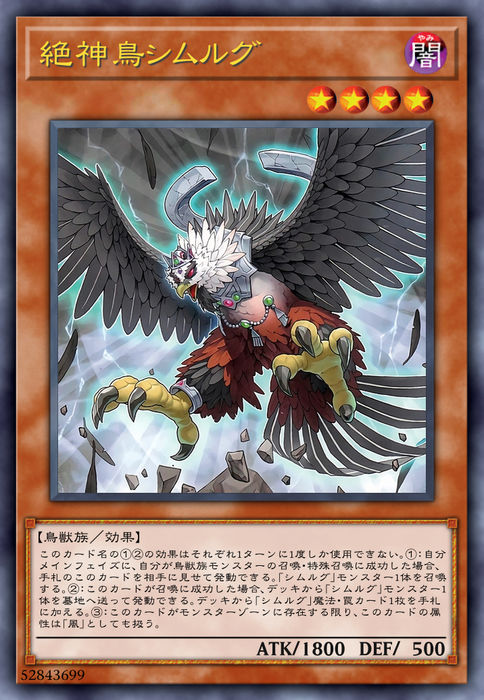 絶神鳥シムルグ
やみ
闇
【鳥獣族／効果】
このカード名の①②の効果はそれぞれ1ターンに1度しか使用できない。①:自分
メインフェイズに、自分が鳥獣族モンスターの召喚・特殊召喚に成功した場合、
手札のこのカードを相手に見せて発動できる。「シムルグ」モンスター1体を召喚
する。②:このカードが召喚に成功した場合、デッキから「シムルグ」モンスター1
体を墓地へ送って発動できる。デッキから「シムルグ」魔法・罠カード1枚を手札
に加える。③:このカードがモンスターゾーンに存在する限り、このカードの属
性は「風」としても扱う。
ATK/1800 DEF/ 500
52843699